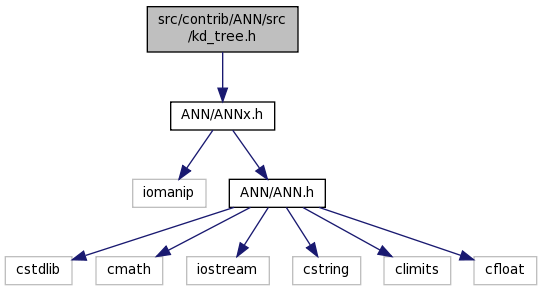 src/contrib/ANN/src
/kd_tree.h
ANN/ANNx.h
iomanip
ANN/ANN.h
cstdlib
cmath
iostream
cstring
climits
cfloat